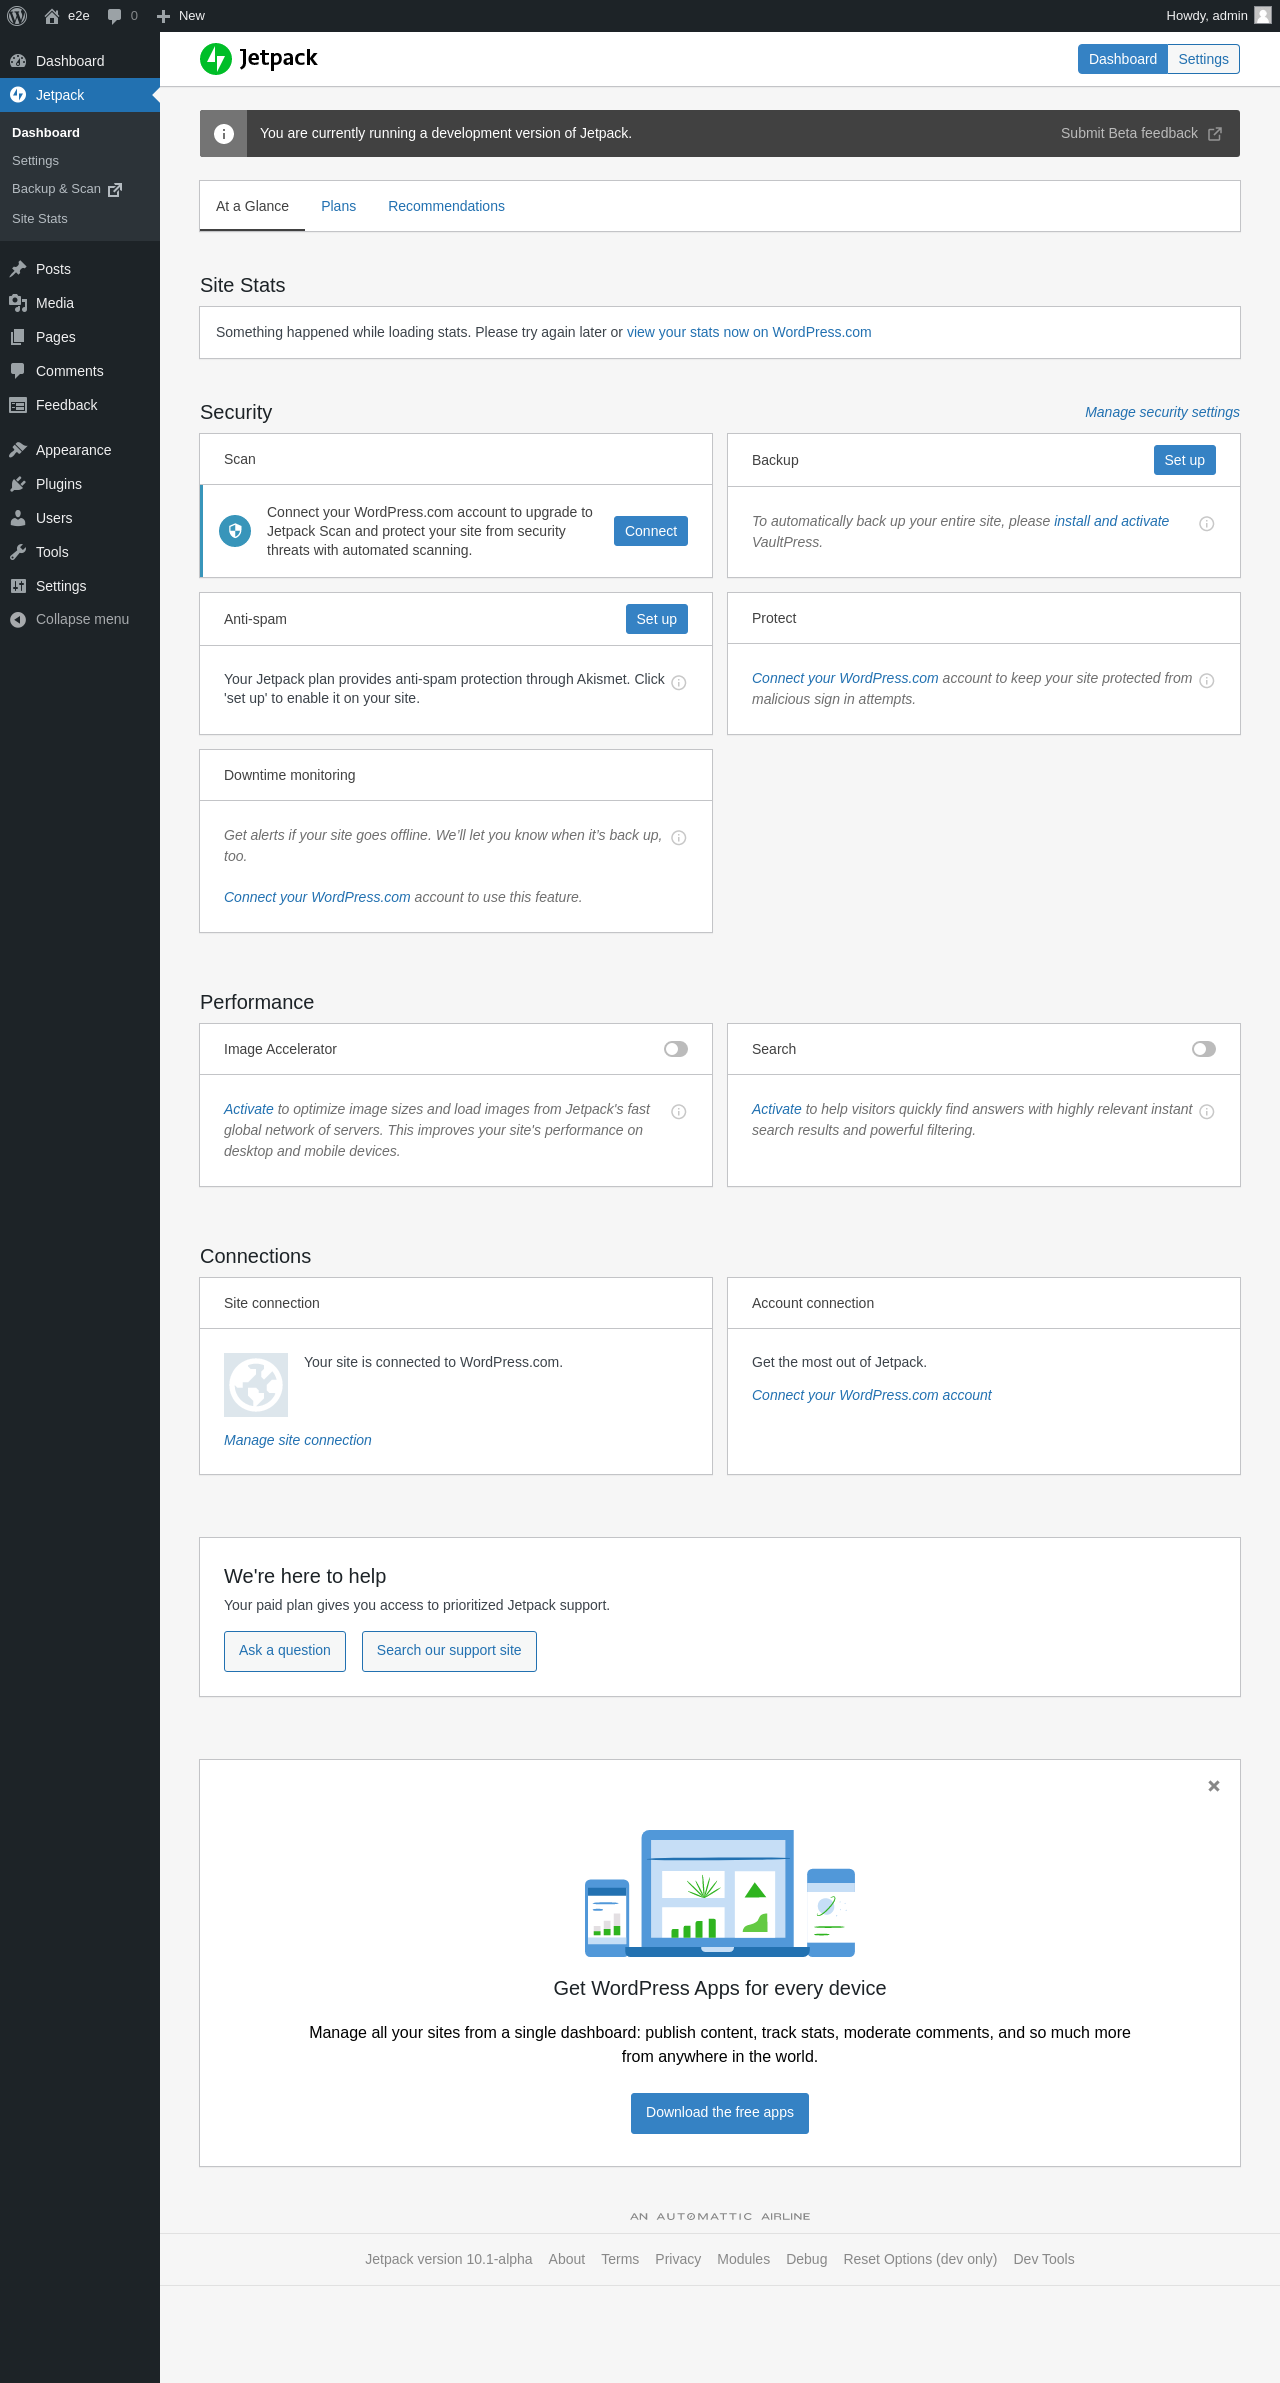 e2e 0 New Howdy, admin
Dashboard
Jetpack
Dashboard
Settings
Backup & Scan
Site Stats
Posts
Media
Pages
Comments
Feedback
Appearance
Plugins
Users
Tools
Settings
Collapse menu
Jetpack
Dashboard Settings
You are currently running a development version of Jetpack. Submit Beta feedback
At a Glance Plans Recommendations
Site Stats
Something happened while loading stats. Please try again later or view your stats now on WordPress.com
Security Manage security settings
Scan
Connect your WordPress.com account to upgrade to
Jetpack Scan and protect your site from security
threats with automated scanning.
Connect
Backup Set up
To automatically back up your entire site, please install and activate
VaultPress.
Anti-spam Set up
Your Jetpack plan provides anti-spam protection through Akismet. Click
'set up' to enable it on your site.
Protect
Connect your WordPress.com account to keep your site protected from
malicious sign in attempts.
Downtime monitoring
Get alerts if your site goes offline. We’ll let you know when it’s back up,
too.
Connect your WordPress.com account to use this feature.
Performance
Image Accelerator
Activate to optimize image sizes and load images from Jetpack's fast
global network of servers. This improves your site's performance on
desktop and mobile devices.
Search
Activate to help visitors quickly find answers with highly relevant instant
search results and powerful filtering.
Connections
Site connection
Your site is connected to WordPress.com.
Manage site connection
Account connection
Get the most out of Jetpack.
Connect your WordPress.com account
We're here to help
Your paid plan gives you access to prioritized Jetpack support.
Ask a question Search our support site
Get WordPress Apps for every device
Manage all your sites from a single dashboard: publish content, track stats, moderate comments, and so much more
from anywhere in the world.
Download the free apps
AN AUTOMATTIC AIRLINE
Jetpack version 10.1-alpha About Terms Privacy Modules Debug Reset Options (dev only) Dev Tools